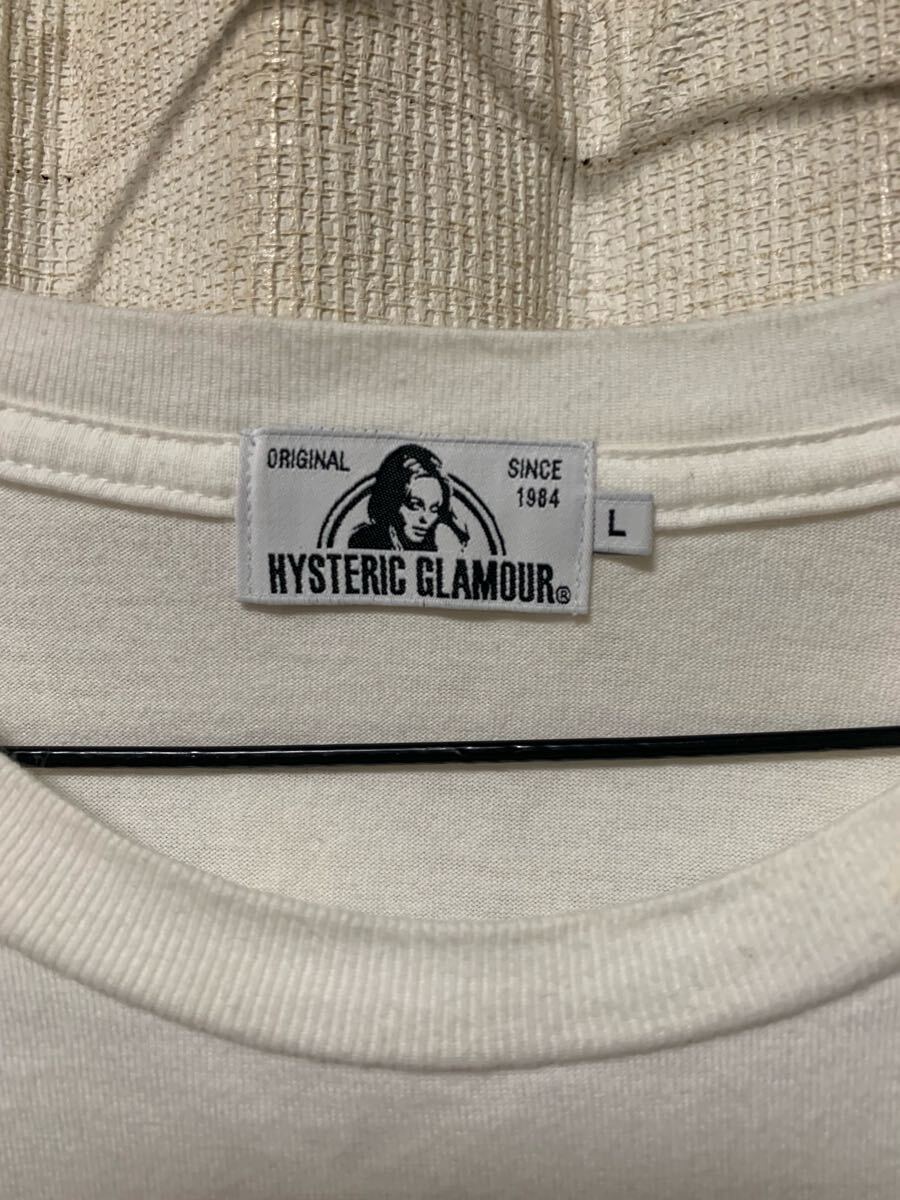 ORIGINAL
SINCE
1984
L
HYSTERIC GLAMOUR®